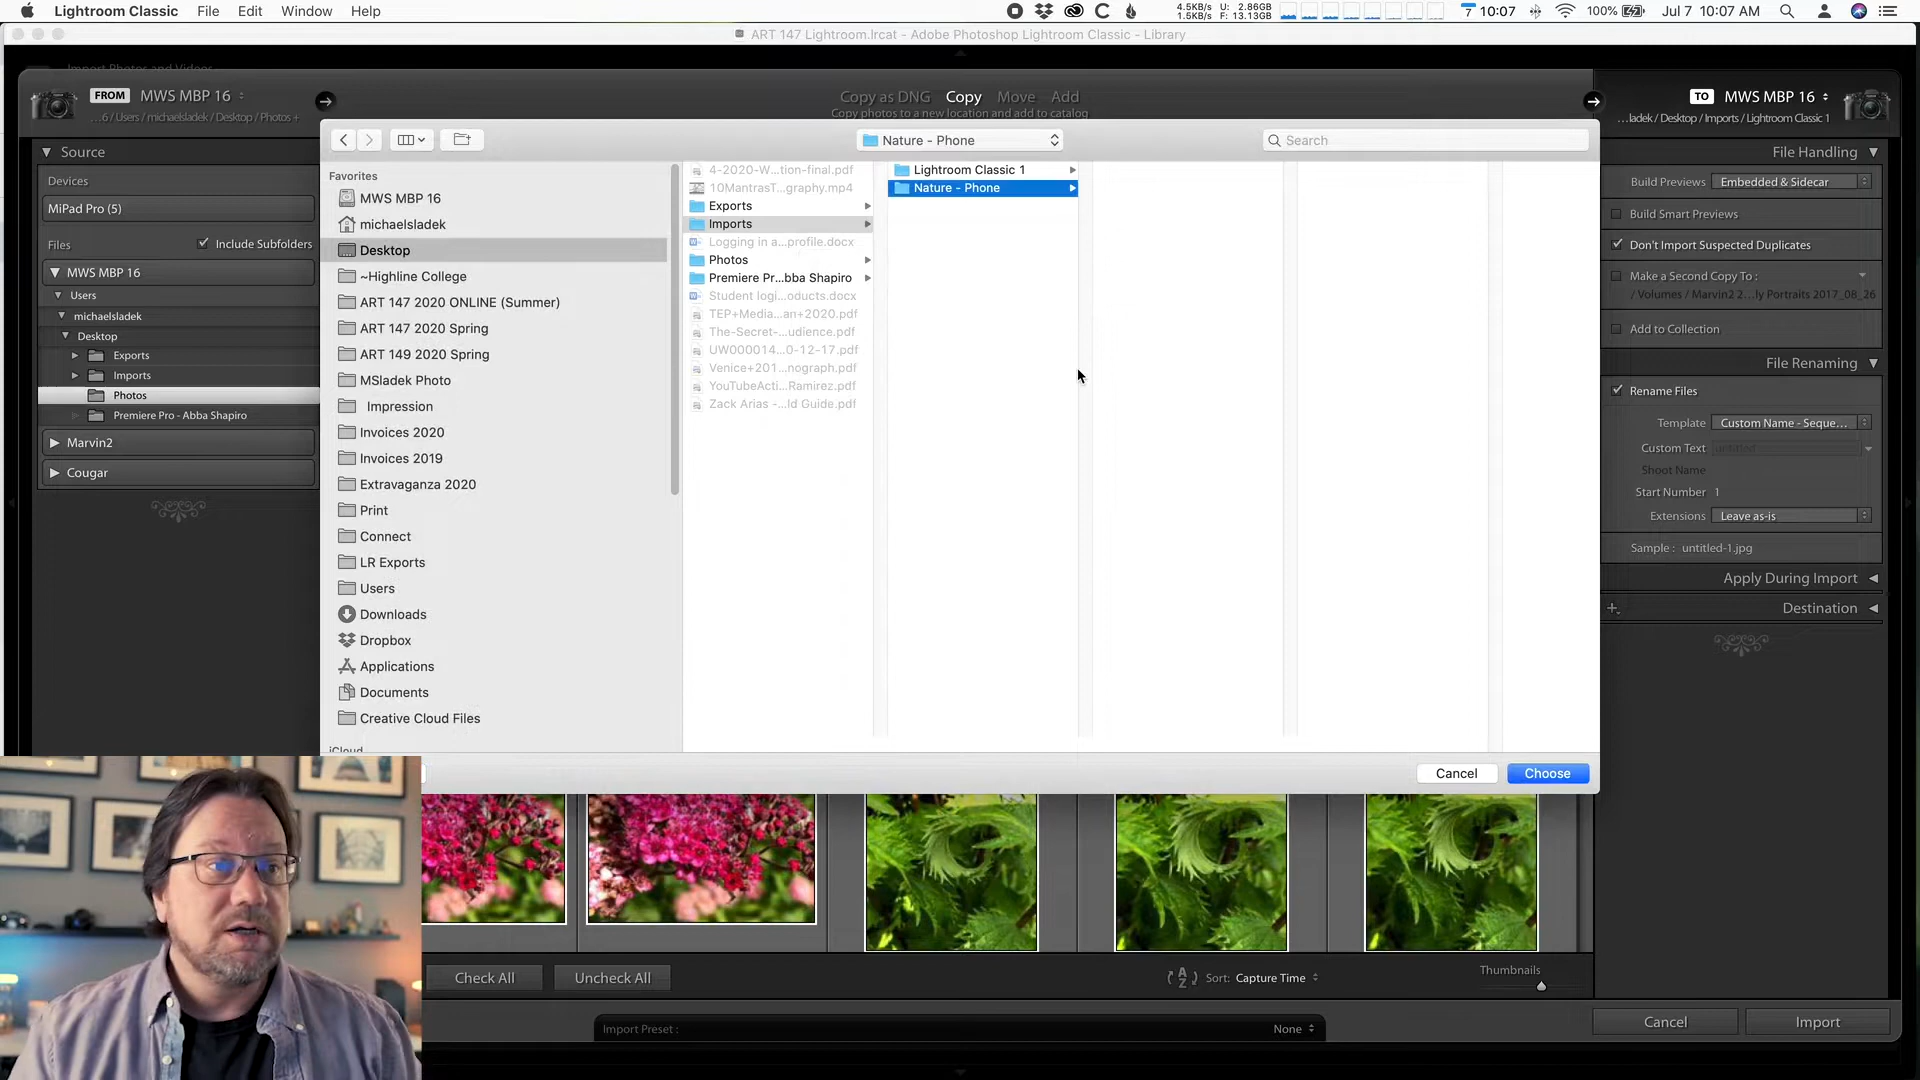 Lightroom Classic File Edit Window Help
4.5KB/s U: 2.86GB
1.5KB/s F: 13.13GB
7 10:07
100%
Jul 7 10:07 AM
ART 147 Lightroom.lrcat - Adobe Photoshop Lightroom Classic - Library
Import Photos and Videos
FROM MWS MBP 16
…6 / Users / michaelsladek / Desktop / Photos +
Copy as DNG Copy Move Add
Copy photos to a new location and add to catalog
TO MWS MBP 16
…ladek / Desktop / Imports / Lightroom Classic 1
Source
Devices
MiPad Pro (5)
Files Include Subfolders
MWS MBP 16
Users
michaelsladek
Desktop
Exports
Imports
Photos
Premiere Pro - Abba Shapiro
Marvin2
Cougar
Nature - Phone
Search
Favorites
MWS MBP 16
michaelsladek
Desktop
~Highline College
ART 147 2020 ONLINE (Summer)
ART 147 2020 Spring
ART 149 2020 Spring
MSladek Photo
Impression
Invoices 2020
Invoices 2019
Extravaganza 2020
Print
Connect
LR Exports
Users
Downloads
Dropbox
Applications
Documents
Creative Cloud Files
iCloud
4-2020-W...tion-final.pdf
10MantrasT...graphy.mp4
Exports
Imports
Logging in a...profile.docx
Photos
Premiere Pr...bba Shapiro
Student logi...oducts.docx
TEP+Media...an+2020.pdf
The-Secret-...udience.pdf
UW000014...0-12-17.pdf
Venice+201...nograph.pdf
YouTubeActi...Ramirez.pdf
Zack Arias -...ld Guide.pdf
Lightroom Classic 1
Nature - Phone
Cancel Choose
File Handling
Build Previews Embedded & Sidecar
Build Smart Previews
Don't Import Suspected Duplicates
Make a Second Copy To :
/ Volumes / Marvin2 2…ly Portraits 2017_08_26
Add to Collection
File Renaming
Rename Files
Template Custom Name - Seque…
Custom Text untitled
Shoot Name
Start Number 1
Extensions Leave as-is
Sample : untitled-1.jpg
Apply During Import
Destination
Check All Uncheck All
Sort: Capture Time
Thumbnails
Import Preset : None
Cancel Import